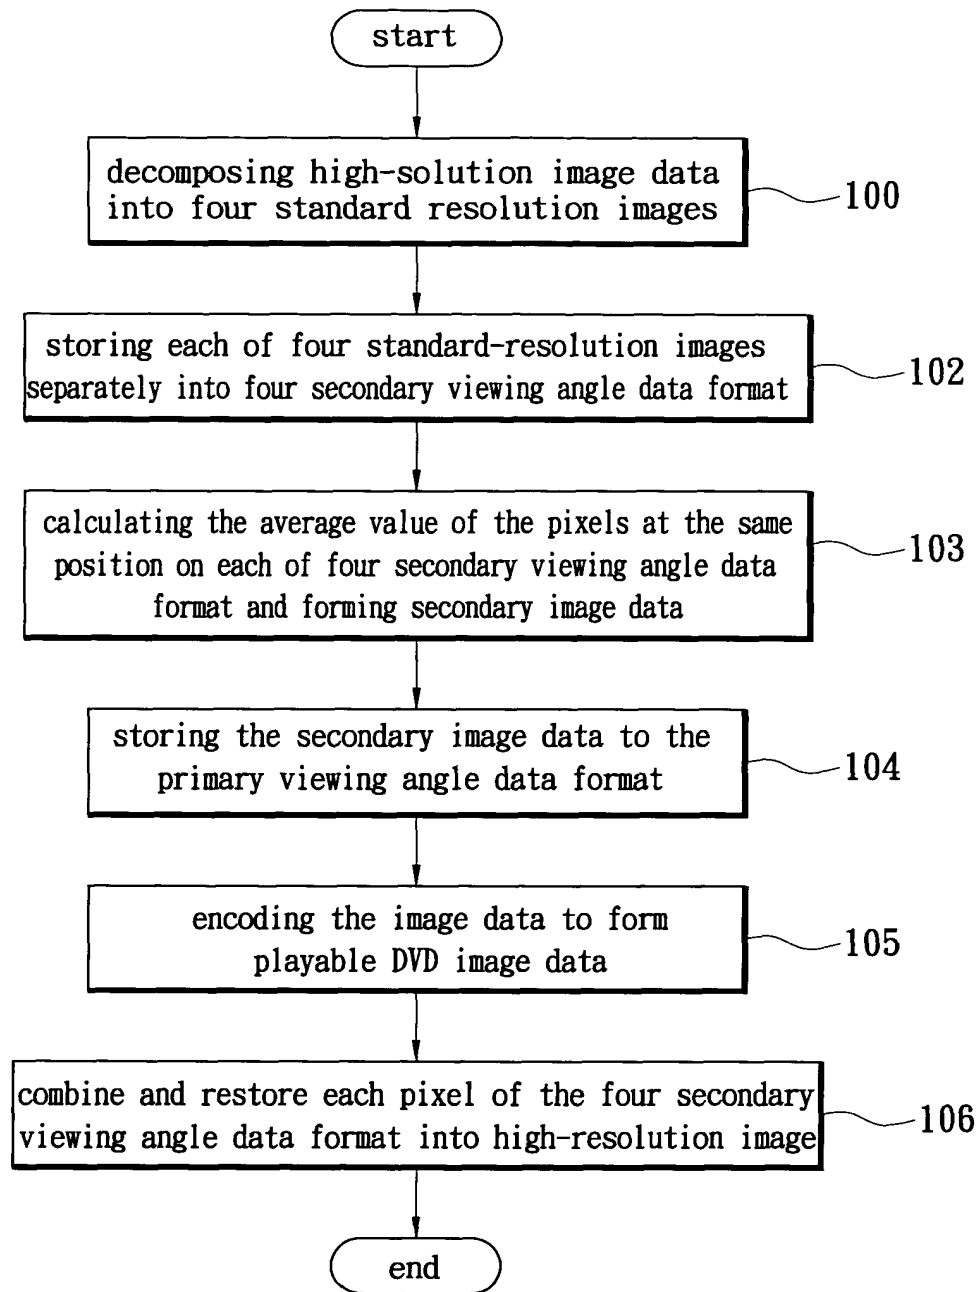 start
decomposing high-solution image data
into four standard resolution images
100
storing each of four standard-resolution images
separately into four secondary viewing angle data format
102
calculating the average value of the pixels at the same
position on each of four secondary viewing angle data
format and forming secondary image data
103
storing the secondary image data to the
primary viewing angle data format
104
encoding the image data to form
playable DVD image data
105
combine and restore each pixel of the four secondary
viewing angle data format into high-resolution image
106
end